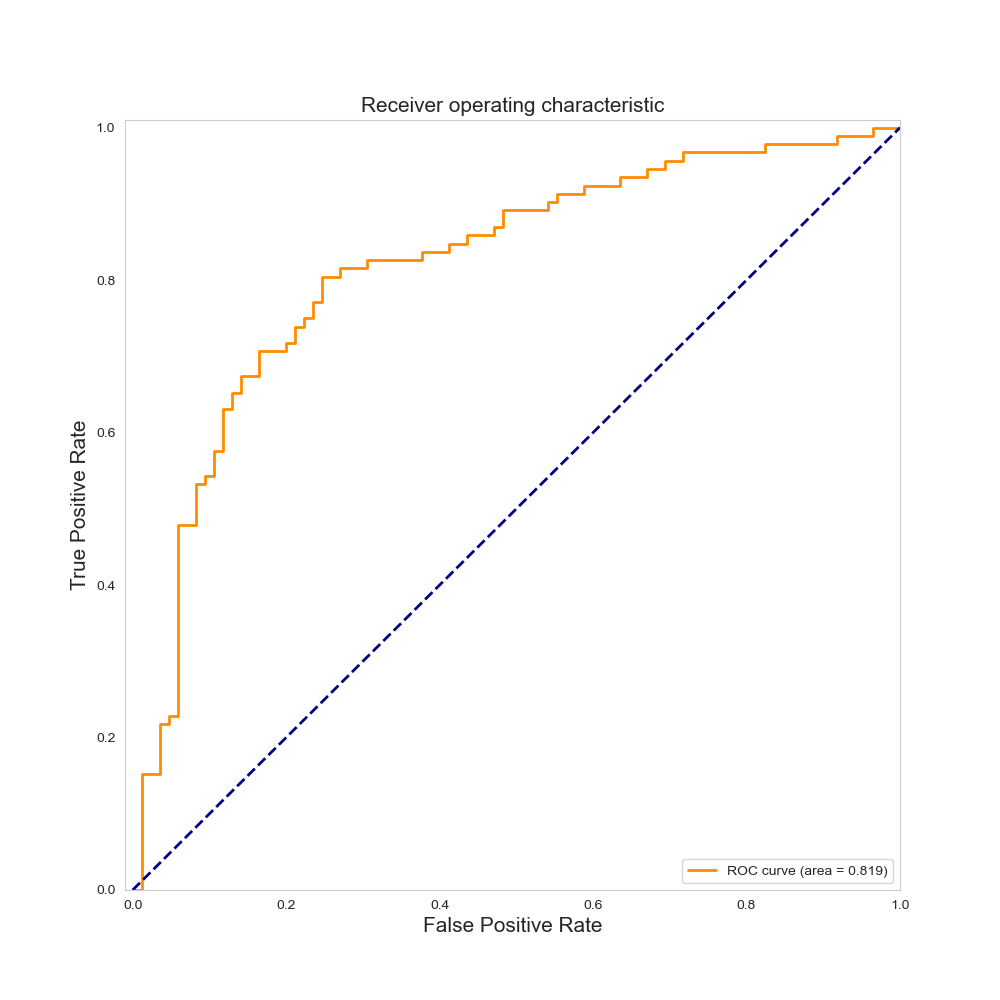 Receiver operating characteristic
1.0
0.8
0.6
0.4
0.2
0.0
True Positive Rate
ROC curve (area = 0.819)
0.0 0.2 0.4 0.6 0.8 1.0
False Positive Rate